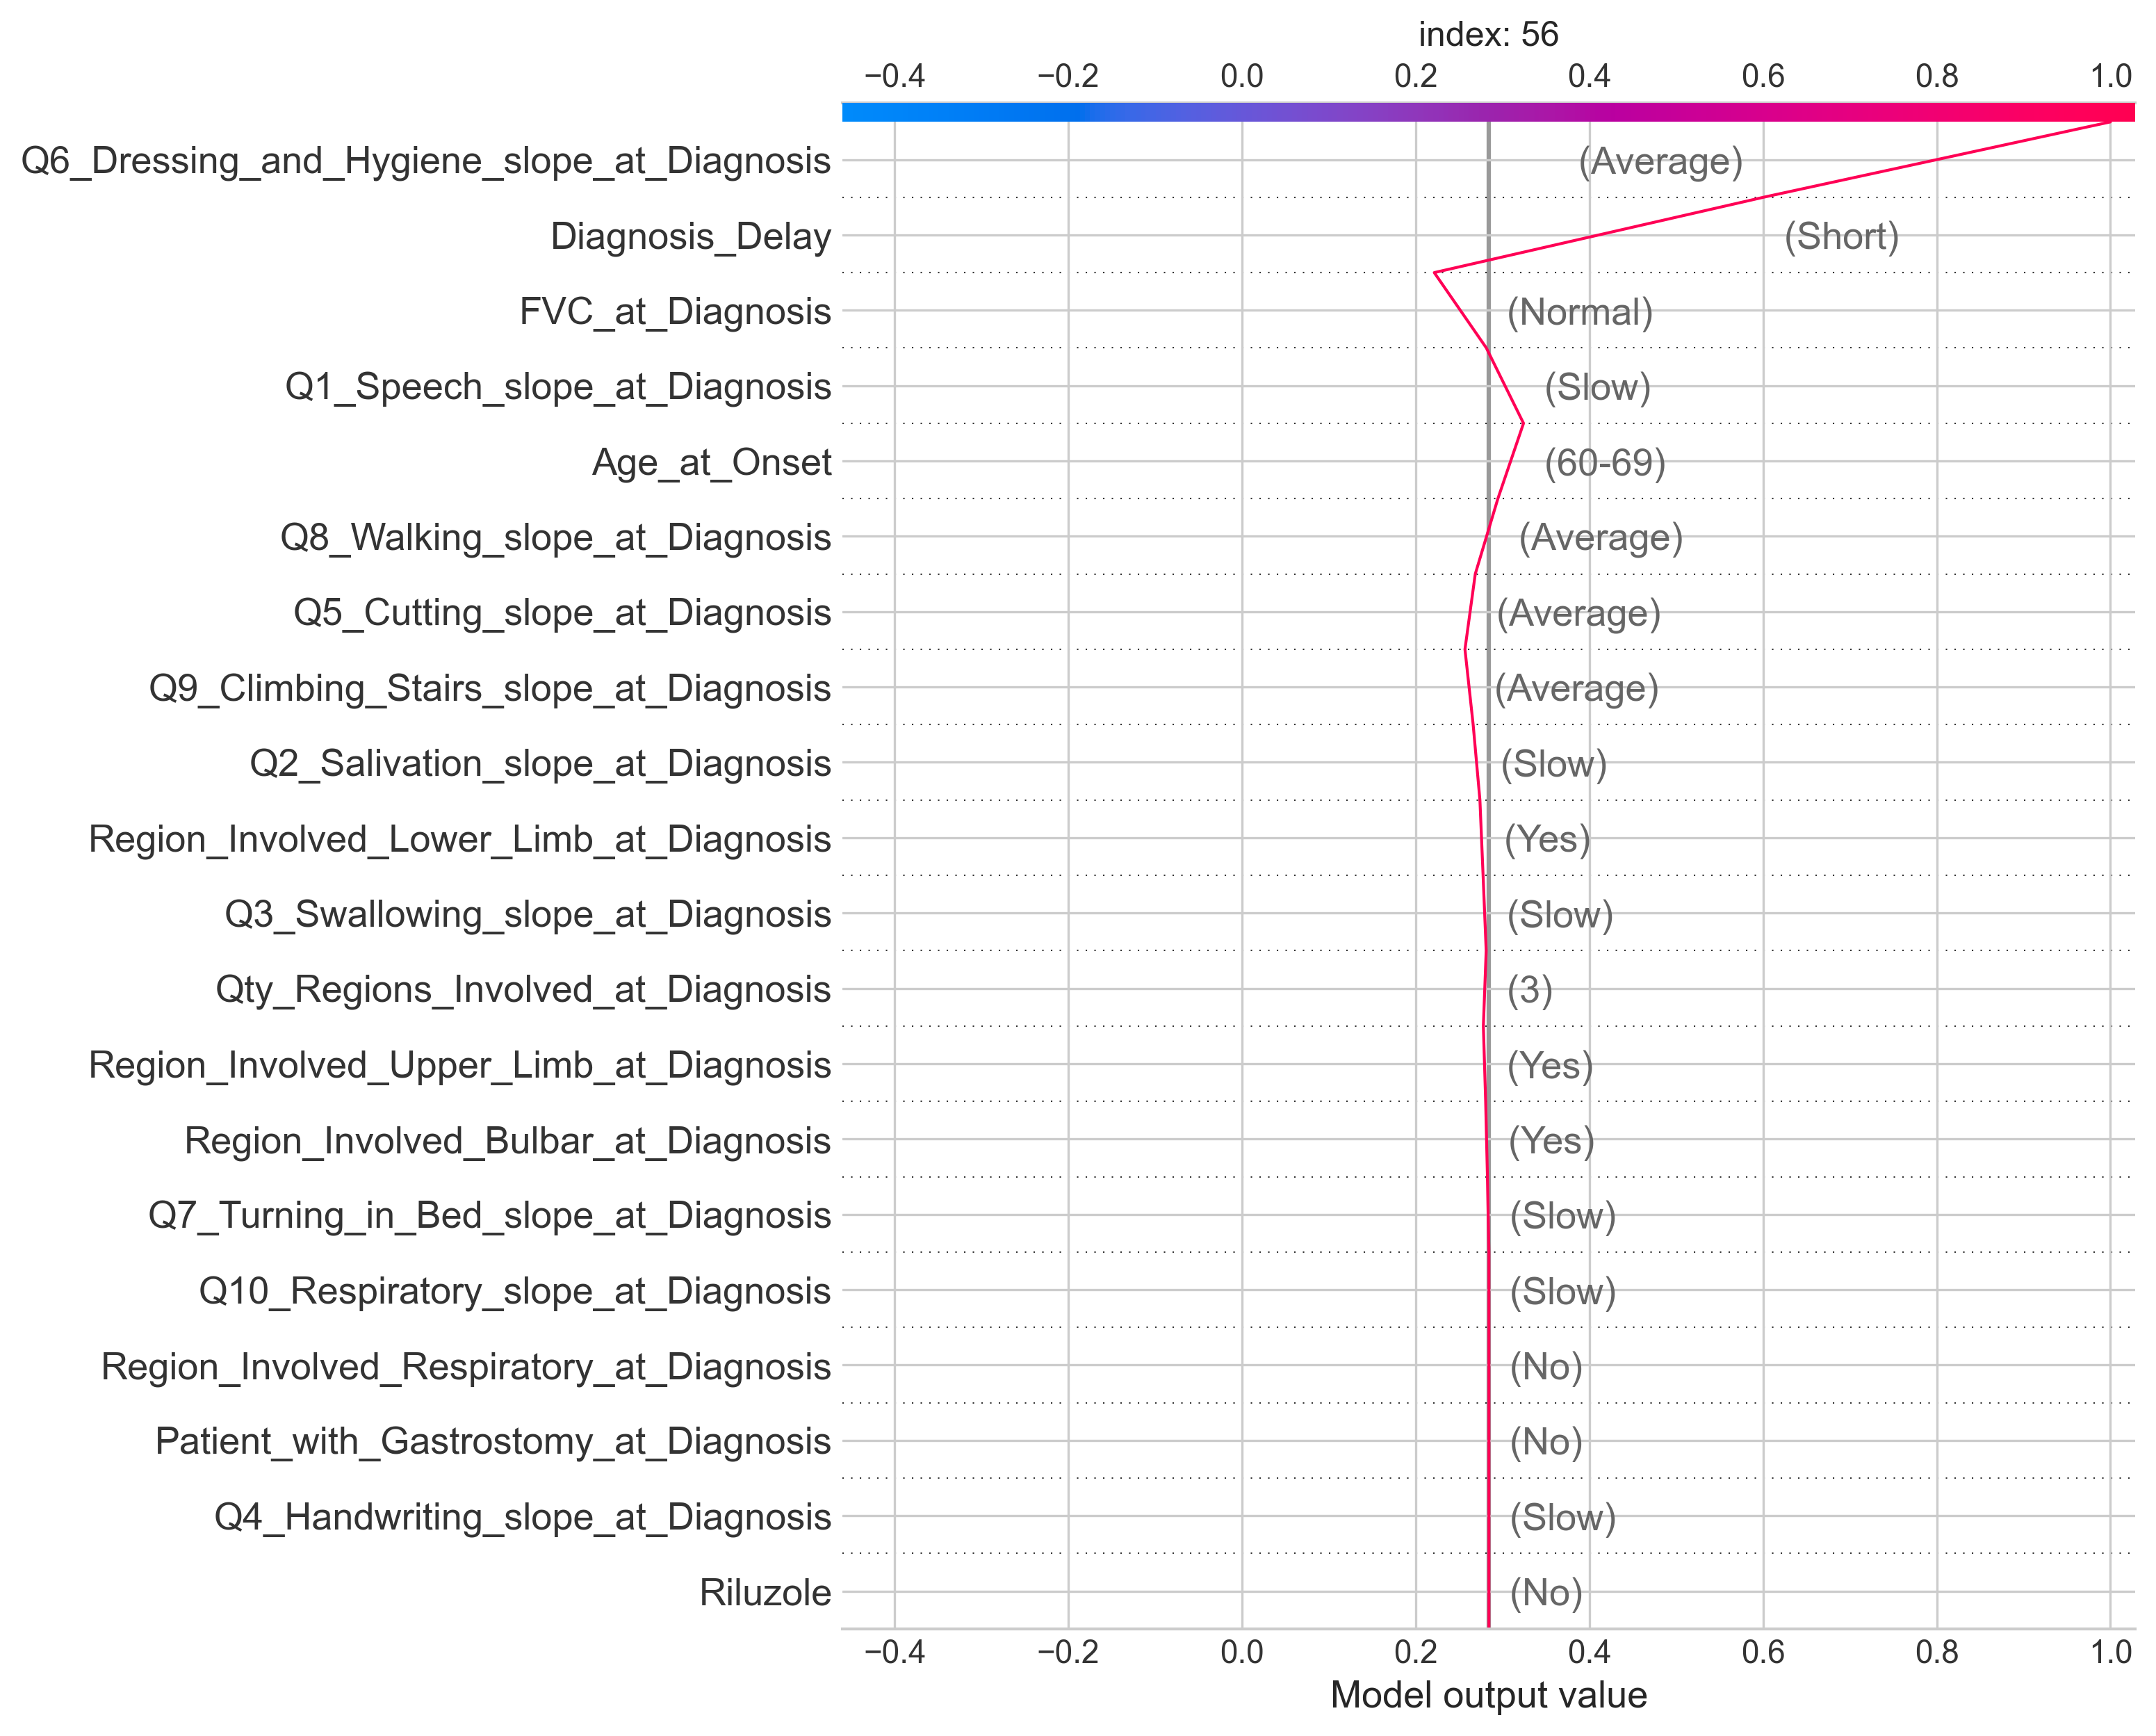 index: 56
−0.4 −0.2 0.0 0.2 0.4 0.6 0.8 1.0
Q6_Dressing_and_Hygiene_slope_at_Diagnosis (Average)
Diagnosis_Delay (Short)
FVC_at_Diagnosis (Normal)
Q1_Speech_slope_at_Diagnosis (Slow)
Age_at_Onset (60-69)
Q8_Walking_slope_at_Diagnosis (Average)
Q5_Cutting_slope_at_Diagnosis (Average)
Q9_Climbing_Stairs_slope_at_Diagnosis (Average)
Q2_Salivation_slope_at_Diagnosis (Slow)
Region_Involved_Lower_Limb_at_Diagnosis (Yes)
Q3_Swallowing_slope_at_Diagnosis (Slow)
Qty_Regions_Involved_at_Diagnosis (3)
Region_Involved_Upper_Limb_at_Diagnosis (Yes)
Region_Involved_Bulbar_at_Diagnosis (Yes)
Q7_Turning_in_Bed_slope_at_Diagnosis (Slow)
Q10_Respiratory_slope_at_Diagnosis (Slow)
Region_Involved_Respiratory_at_Diagnosis (No)
Patient_with_Gastrostomy_at_Diagnosis (No)
Q4_Handwriting_slope_at_Diagnosis (Slow)
Riluzole (No)
−0.4 −0.2 0.0 0.2 0.4 0.6 0.8 1.0
Model output value